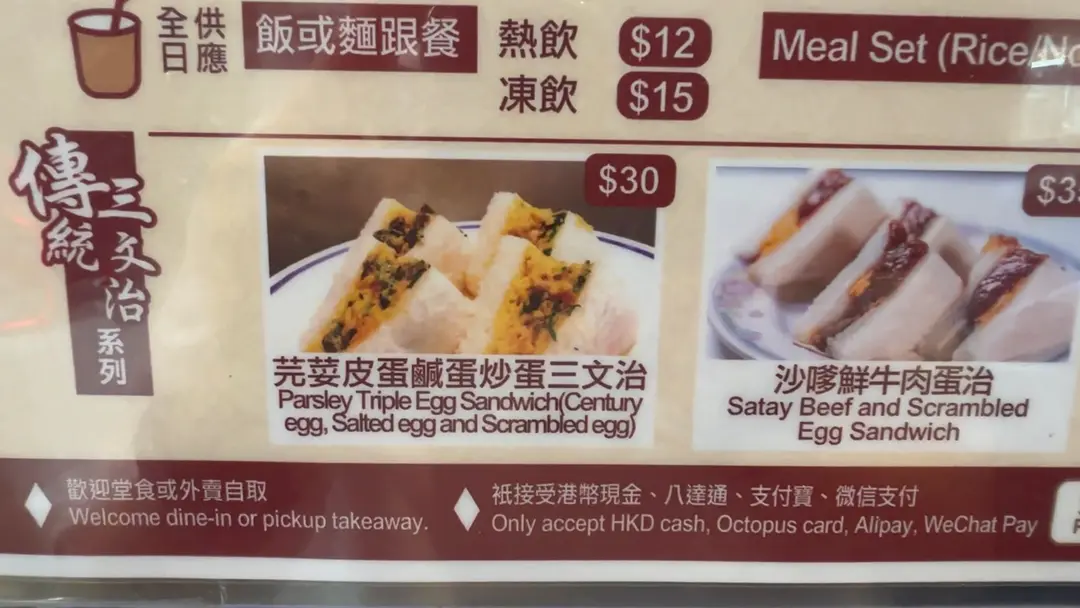 全日
供應
飯或麵跟餐
熱飲 $12
凍飲 $15
Meal Set (Rice/No
傳統
三文治
系列
$30
芫荽皮蛋鹹蛋炒蛋三文治
Parsley Triple Egg Sandwich(Century
egg, Salted egg and Scrambled egg)
沙嗲鮮牛肉蛋治
Satay Beef and Scrambled
Egg Sandwich
歡迎堂食或外賣自取
Welcome dine-in or pickup takeaway.
祇接受港幣現金、八達通、支付寶、微信支付
Only accept HKD cash, Octopus card, Alipay, WeChat Pay